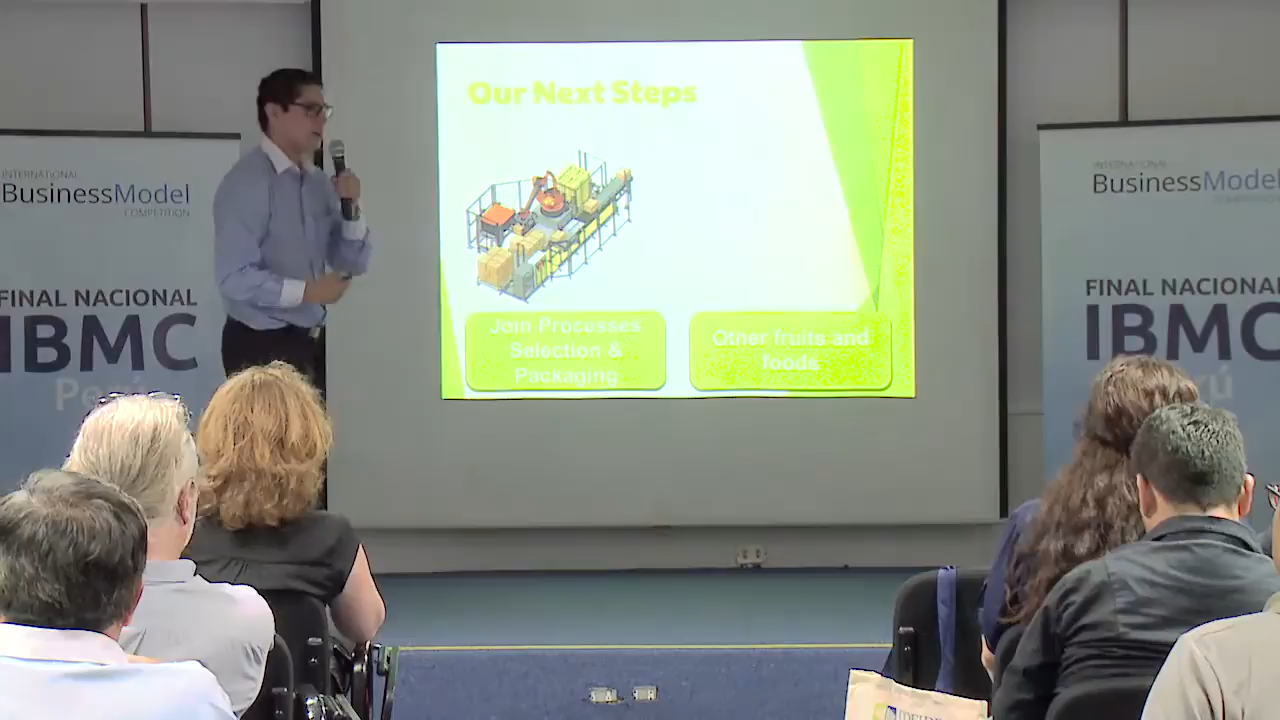 INTERNATIONAL
BusinessModel
COMPETITION
FINAL NACIONAL
IBMC
Perú
Our Next Steps
Join Processes
Selection &
Packaging
Other fruits and
foods
INTERNATIONAL
BusinessModel
COMPETITION
FINAL NACIONAL
IBMC